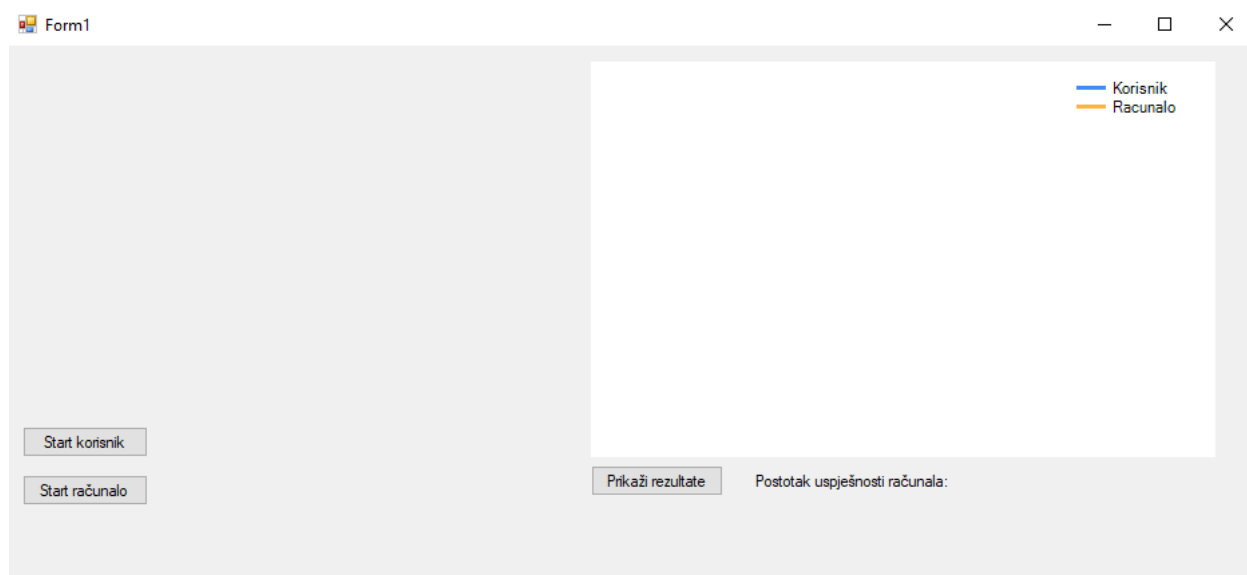 Form1
Korisnik
Racunalo
Start korisnik
Prikaži rezultate
Postotak uspješnosti računala:
Start računalo